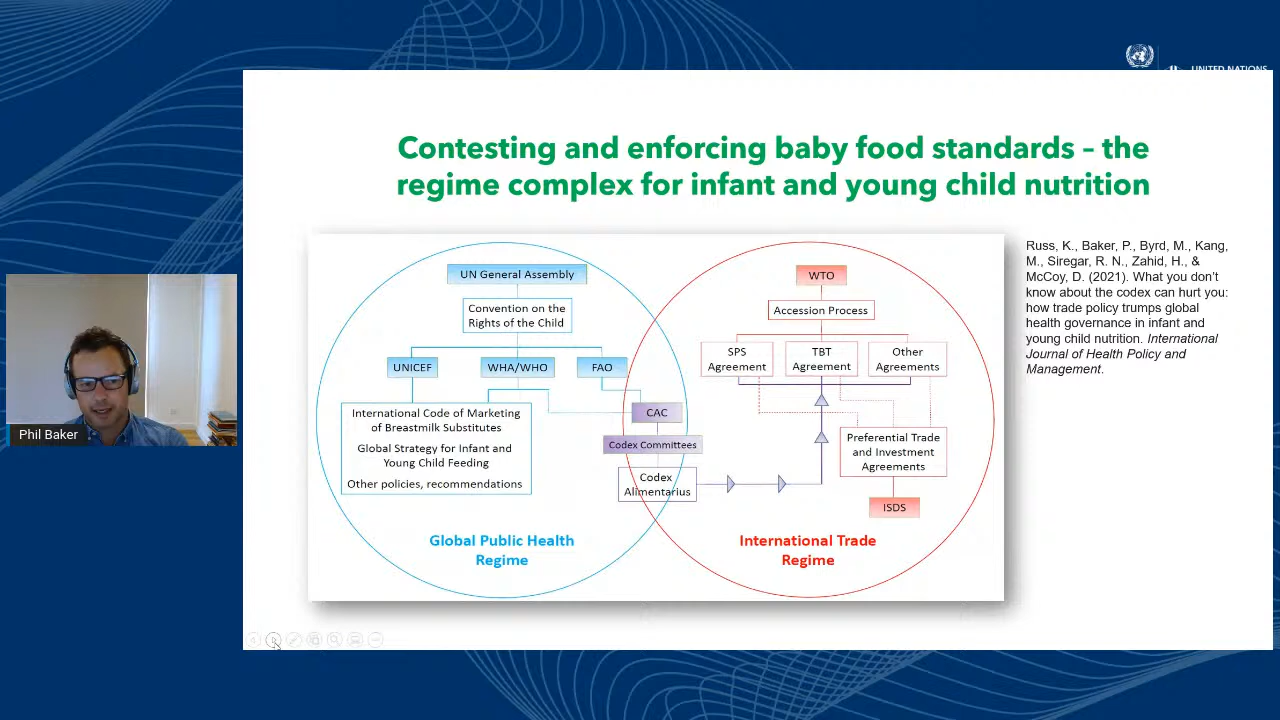 UNITED NATIONS
Contesting and enforcing baby food standards – the
regime complex for infant and young child nutrition
UN General Assembly
Convention on the
Rights of the Child
UNICEF
WHA/WHO
FAO
International Code of Marketing
of Breastmilk Substitutes
Global Strategy for Infant and
Young Child Feeding
Other policies, recommendations
CAC
Codex Committees
Codex
Alimentarius
Global Public Health
Regime
WTO
Accession Process
SPS
Agreement
TBT
Agreement
Other
Agreements
Preferential Trade
and Investment
Agreements
ISDS
International Trade
Regime
Russ, K., Baker, P., Byrd, M., Kang,
M., Siregar, R. N., Zahid, H., &
McCoy, D. (2021). What you don’t
know about the codex can hurt you:
how trade policy trumps global
health governance in infant and
young child nutrition. International
Journal of Health Policy and
Management.
Phil Baker